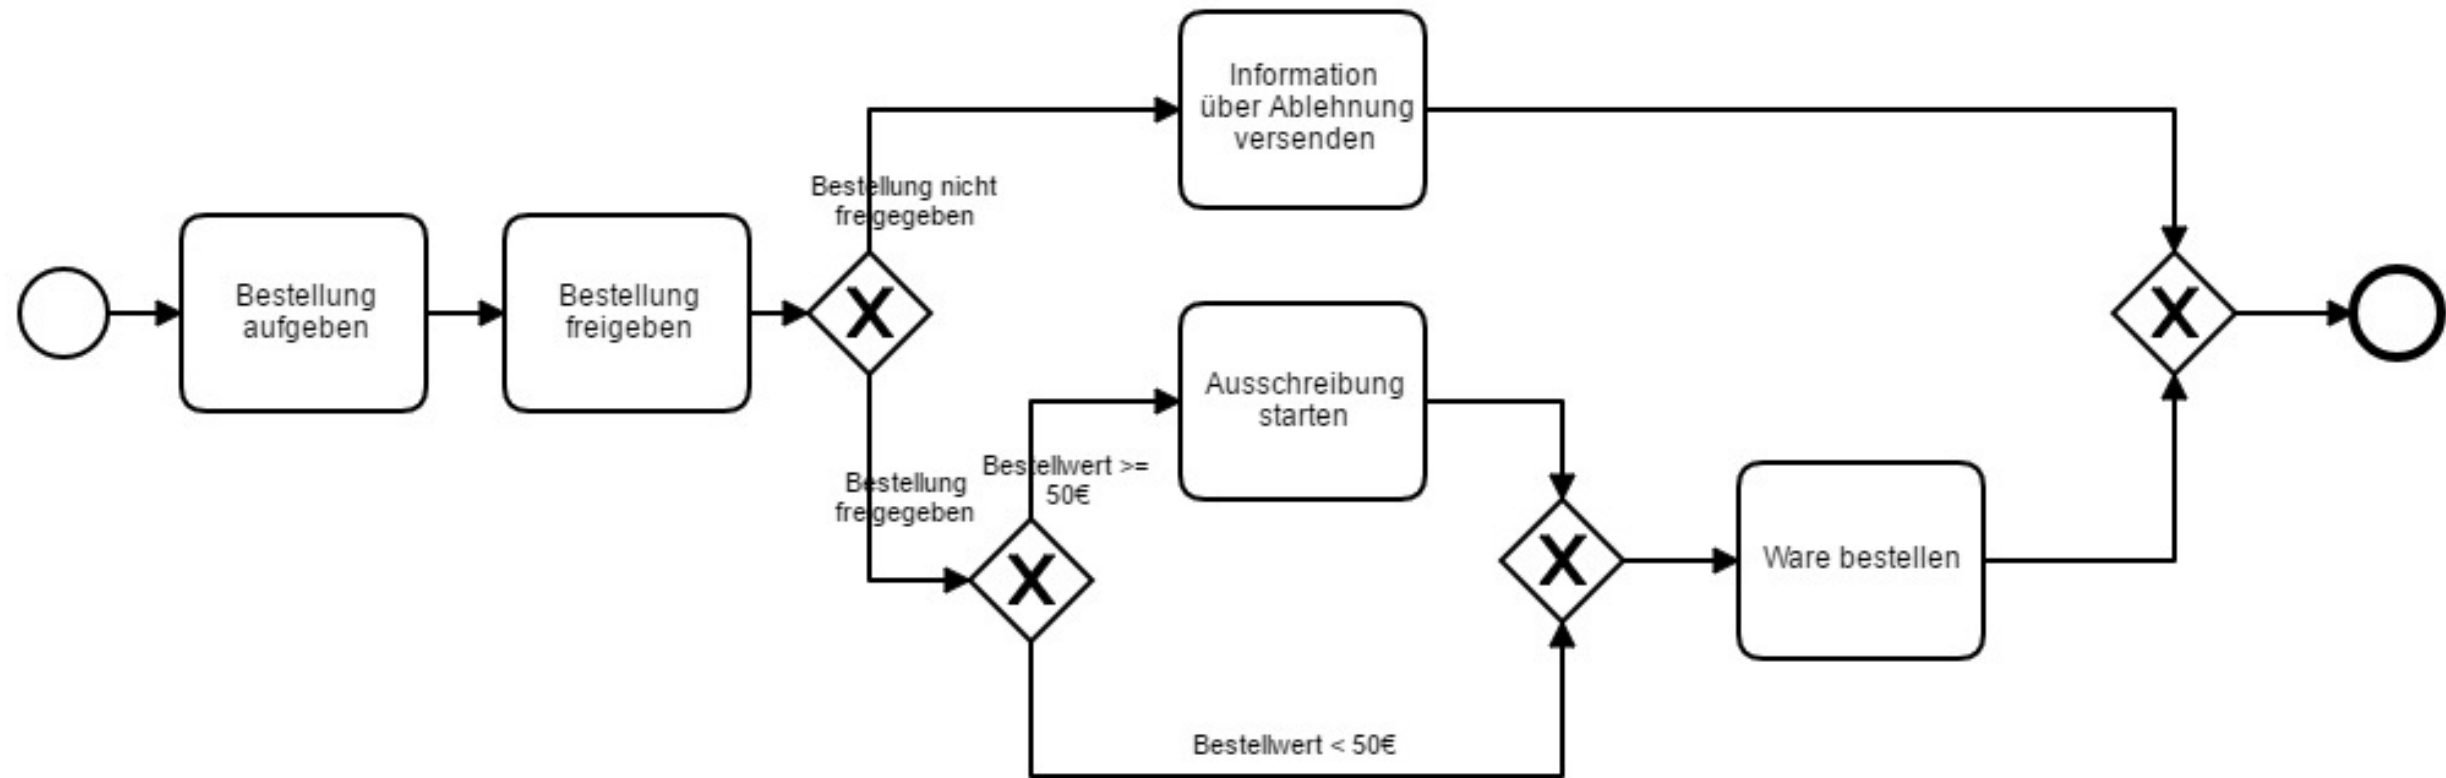 Bestellung
aufgeben
Bestellung
freigeben
Bestellung nicht
freigegeben
Information
über Ablehnung
versenden
Bestellung
freigegeben
Bestellwert >=
50€
Ausschreibung
starten
Bestellwert < 50€
Ware bestellen